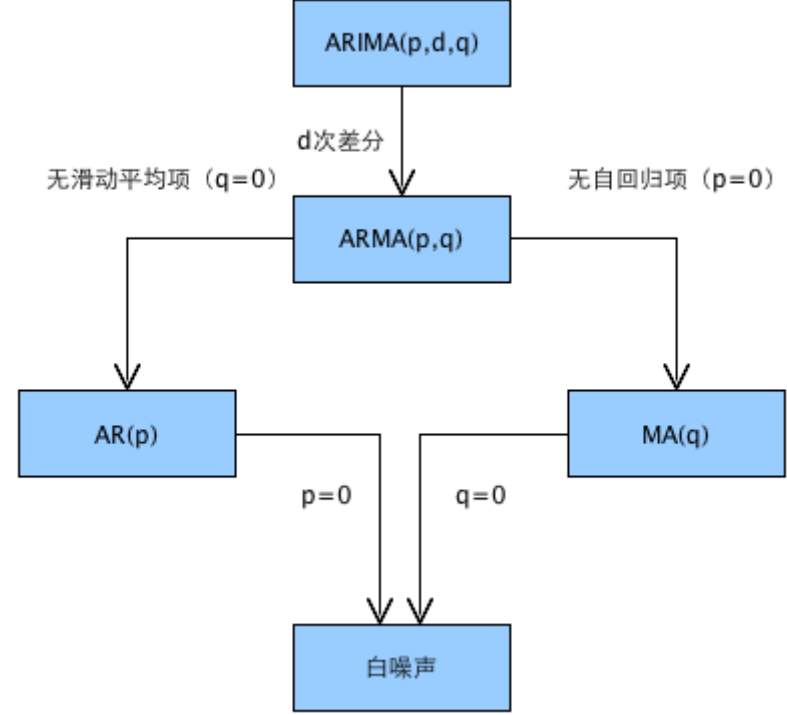 ARIMA(p,d,q)
d次差分
无滑动平均项（q=0）
无自回归项（p=0）
ARMA(p,q)
AR(p)
MA(q)
p=0
q=0
白噪声